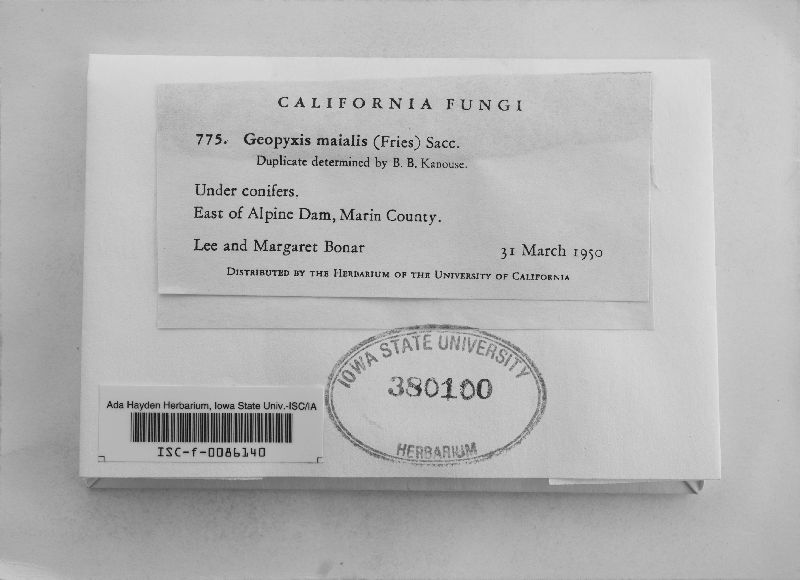 CALIFORNIA FUNGI
775. Geopyxis maialis (Fries) Sacc.
Duplicate determined by B. B. Kanouse.
Under conifers.
East of Alpine Dam, Marin County.
Lee and Margaret Bonar 31 March 1950
DISTRIBUTED BY THE HERBARIUM OF THE UNIVERSITY OF CALIFORNIA
IOWA STATE UNIVERSITY
380100
HERBARIUM
Ada Hayden Herbarium, Iowa State Univ.-ISC/IA
ISC-f-0086140